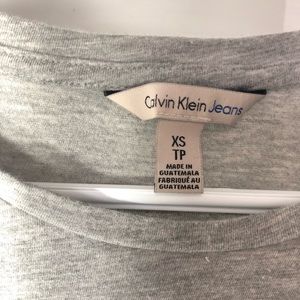 Calvin Klein Jeans
XS
TP
MADE IN
GUATEMALA
FABRIQUÉ AU
GUATEMALA